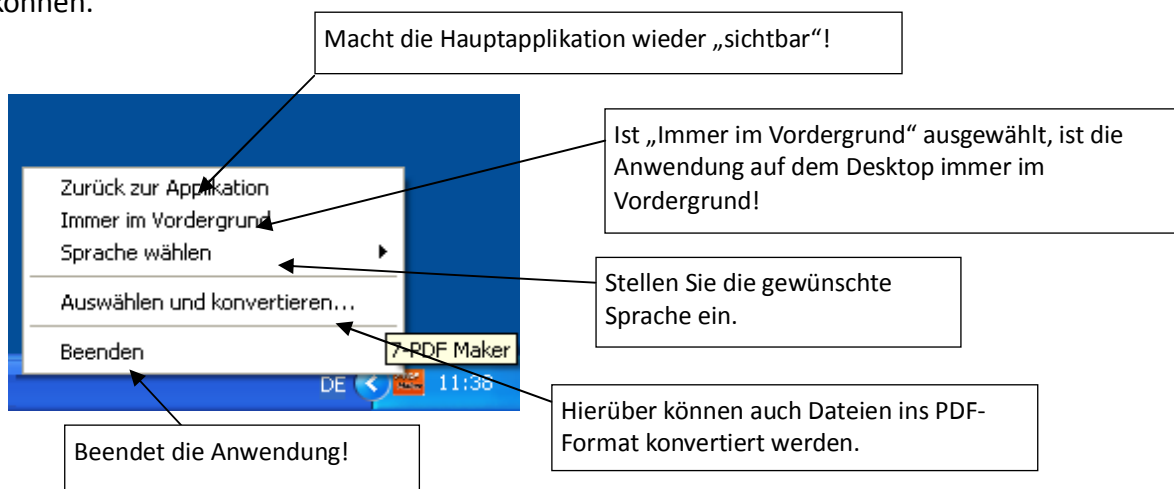 können.
Macht die Hauptapplikation wieder „sichtbar“!
Ist „Immer im Vordergrund“ ausgewählt, ist die
Anwendung auf dem Desktop immer im
Vordergrund!
Zurück zur Applikation
Immer im Vordergrund
Sprache wählen
Stellen Sie die gewünschte
Sprache ein.
Auswählen und konvertieren...
Beenden
7-PDF Maker
DE
11:38
Hierüber können auch Dateien ins PDF-
Format konvertiert werden.
Beendet die Anwendung!